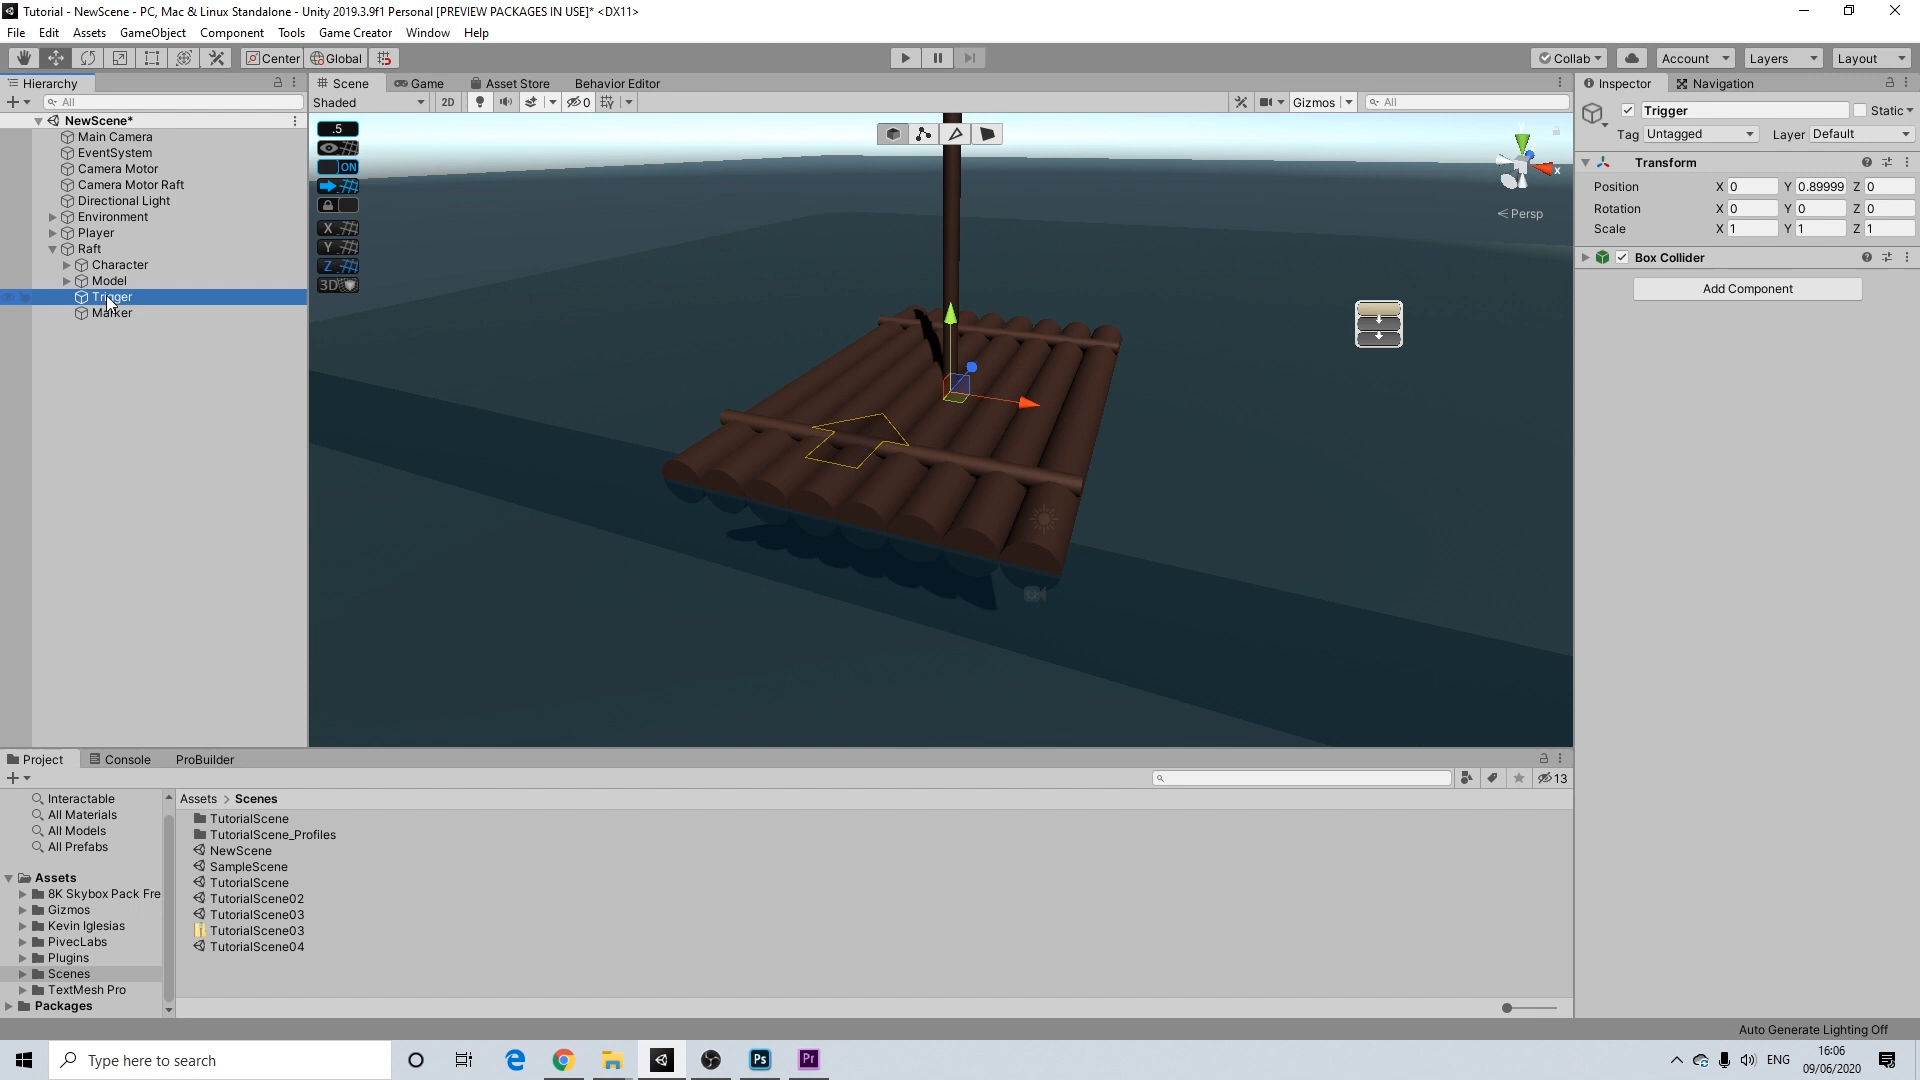 Tutorial - NewScene - PC, Mac & Linux Standalone - Unity 2019.3.9f1 Personal [PREVIEW PACKAGES IN USE]* <DX11>
File Edit Assets GameObject Component Tools Game Creator Window Help
Center Global Collab Account Layers Layout
Hierarchy
All
NewScene*
Main Camera
EventSystem
Camera Motor
Camera Motor Raft
Directional Light
Environment
Player
Raft
Character
Model
Trigger
Marker
Scene Game Asset Store Behavior Editor
Shaded 2D 0 Gizmos All
.5
ON
X
Y
Z
3D
x
Persp
Inspector Navigation
Trigger Static
Tag Untagged Layer Default
Transform
Position X 0 Y 0.89999 Z 0
Rotation X 0 Y 0 Z 0
Scale X 1 Y 1 Z 1
Box Collider
Add Component
Project Console ProBuilder
13
Interactable
All Materials
All Models
All Prefabs
Assets
8K Skybox Pack Fre
Gizmos
Kevin Iglesias
PivecLabs
Plugins
Scenes
TextMesh Pro
Packages
Assets > Scenes
TutorialScene
TutorialScene_Profiles
NewScene
SampleScene
TutorialScene
TutorialScene02
TutorialScene03
TutorialScene03
TutorialScene04
Auto Generate Lighting Off
Type here to search
Ps
Pr
ENG
16:06
09/06/2020